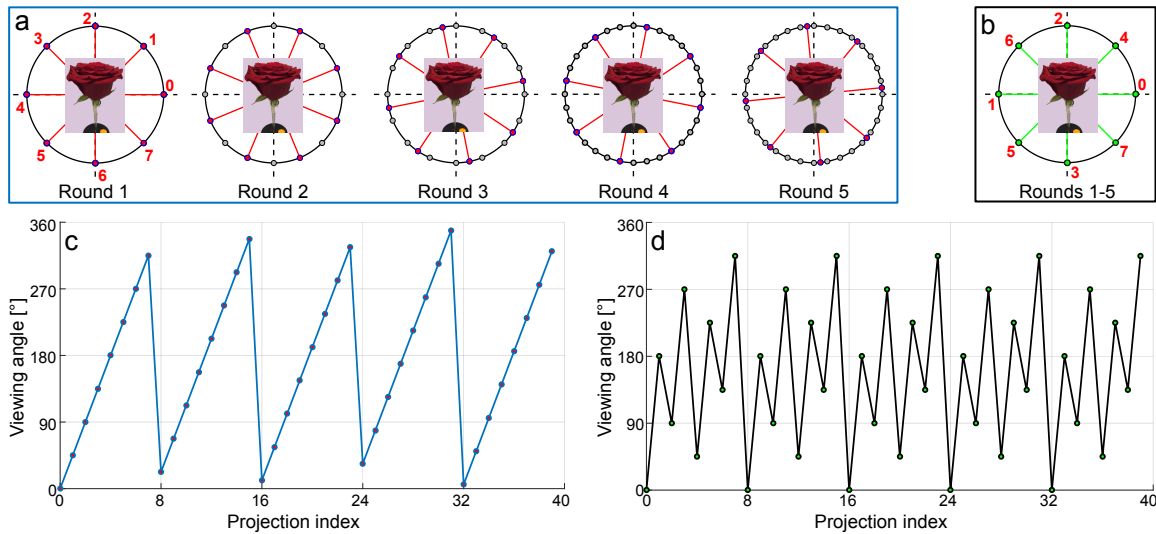 a
2
3
1
0
4
5
7
6
Round 1
Round 2
Round 3
Round 4
Round 5
b
2
6
4
0
1
5
7
3
Rounds 1-5
c
360
270
180
90
0
Viewing angle [°]
0 8 16 24 32 40
Projection index
d
360
270
180
90
0
Viewing angle [°]
0 8 16 24 32 40
Projection index